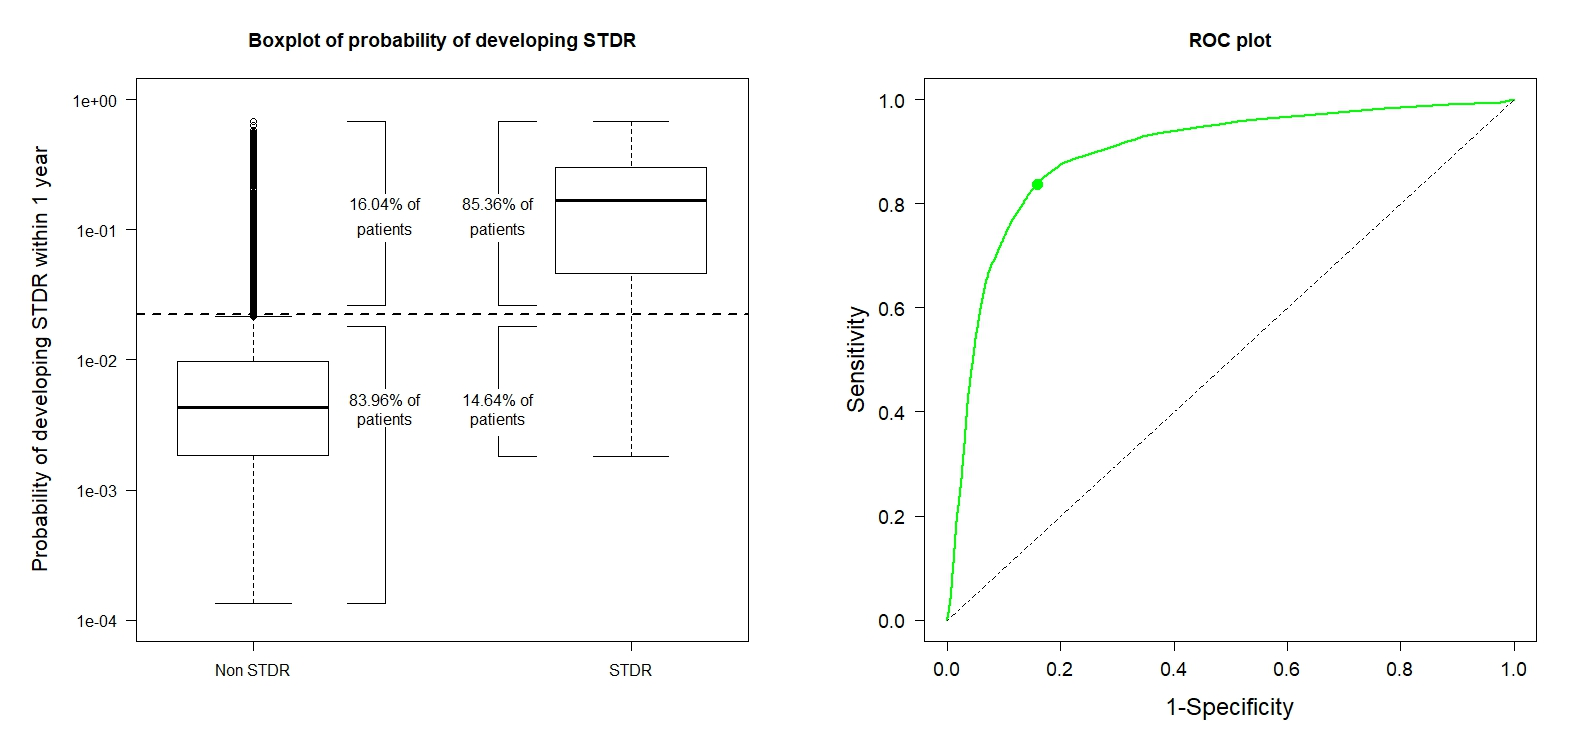 Boxplot of probability of developing STDR
Probability of developing STDR within 1 year
1e+00
1e-01
1e-02
1e-03
1e-04
16.04% of
patients
85.36% of
patients
83.96% of
patients
14.64% of
patients
Non STDR
STDR
ROC plot
Sensitivity
1.0
0.8
0.6
0.4
0.2
0.0
0.0
0.2
0.4
0.6
0.8
1.0
1-Specificity